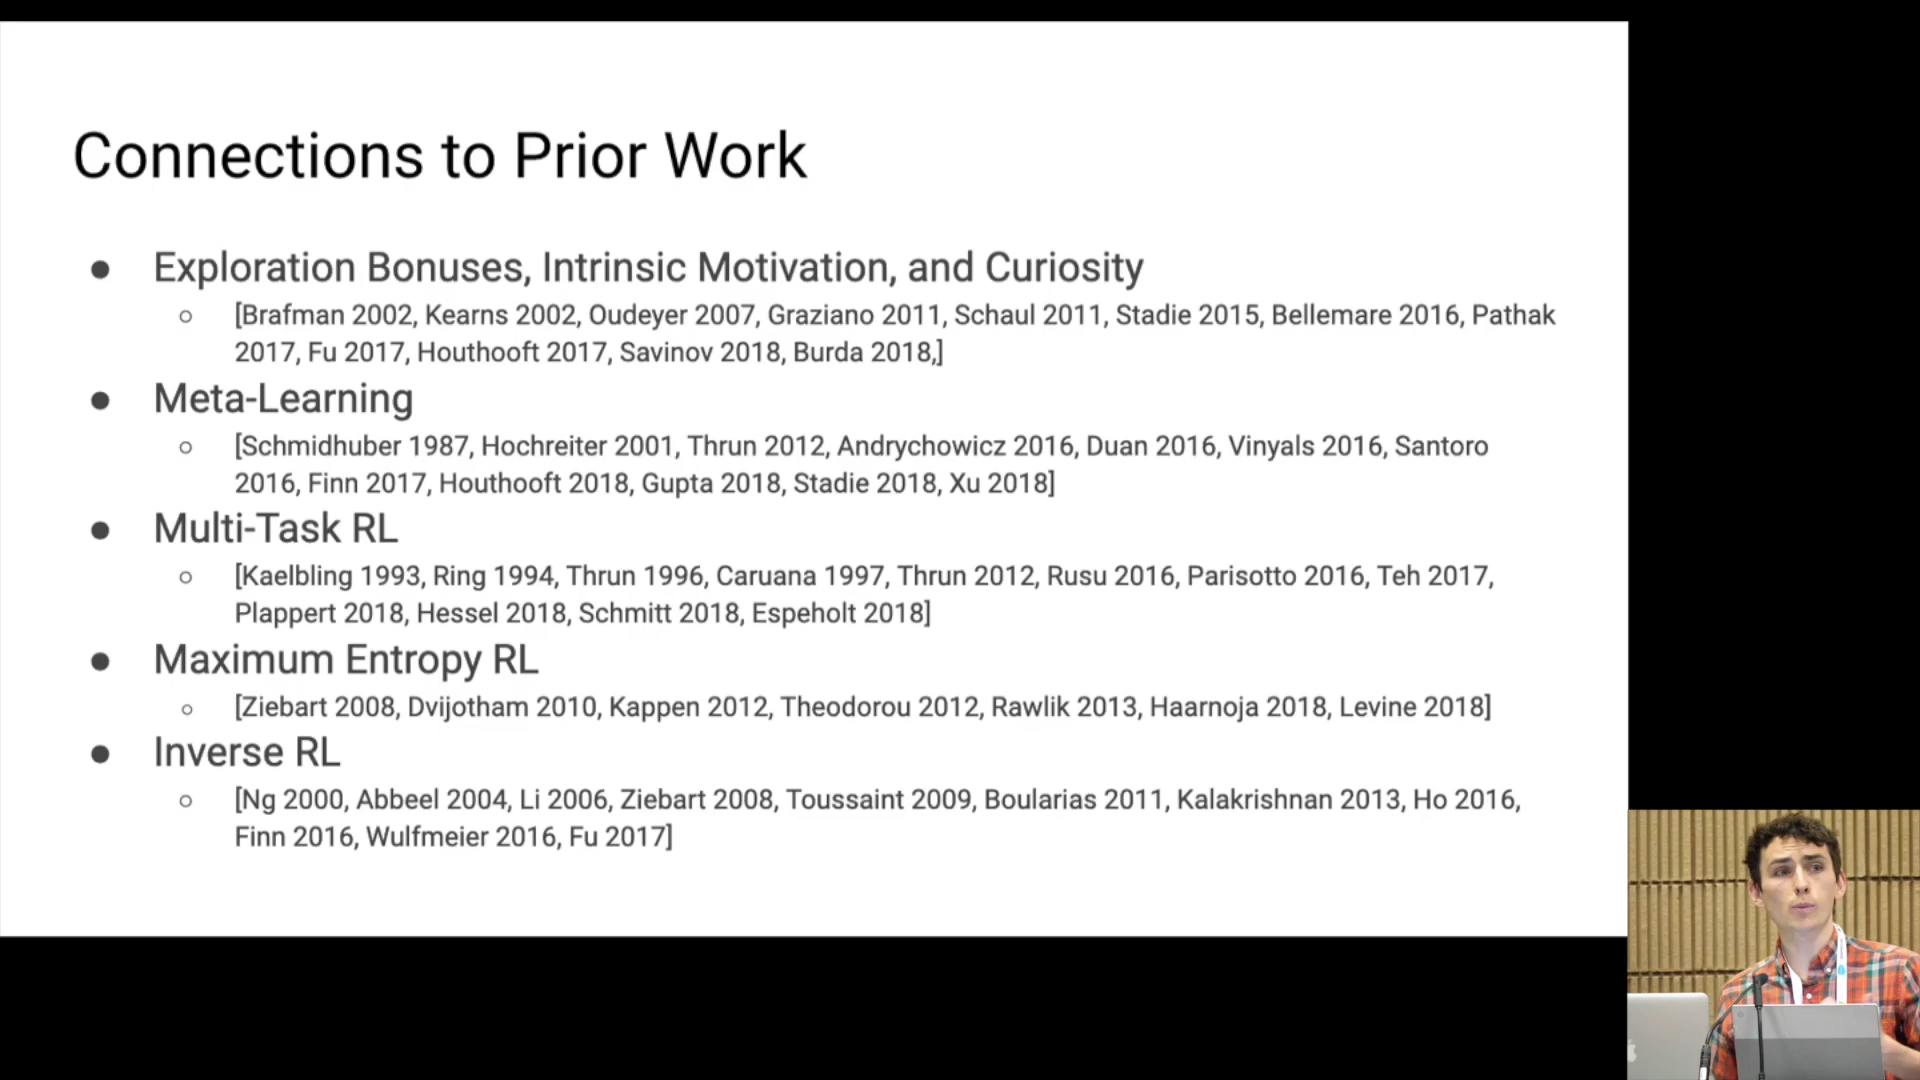 Connections to Prior Work
● Exploration Bonuses, Intrinsic Motivation, and Curiosity
○ [Brafman 2002, Kearns 2002, Oudeyer 2007, Graziano 2011, Schaul 2011, Stadie 2015, Bellemare 2016, Pathak
2017, Fu 2017, Houthooft 2017, Savinov 2018, Burda 2018,]
● Meta-Learning
○ [Schmidhuber 1987, Hochreiter 2001, Thrun 2012, Andrychowicz 2016, Duan 2016, Vinyals 2016, Santoro
2016, Finn 2017, Houthooft 2018, Gupta 2018, Stadie 2018, Xu 2018]
● Multi-Task RL
○ [Kaelbling 1993, Ring 1994, Thrun 1996, Caruana 1997, Thrun 2012, Rusu 2016, Parisotto 2016, Teh 2017,
Plappert 2018, Hessel 2018, Schmitt 2018, Espeholt 2018]
● Maximum Entropy RL
○ [Ziebart 2008, Dvijotham 2010, Kappen 2012, Theodorou 2012, Rawlik 2013, Haarnoja 2018, Levine 2018]
● Inverse RL
○ [Ng 2000, Abbeel 2004, Li 2006, Ziebart 2008, Toussaint 2009, Boularias 2011, Kalakrishnan 2013, Ho 2016,
Finn 2016, Wulfmeier 2016, Fu 2017]